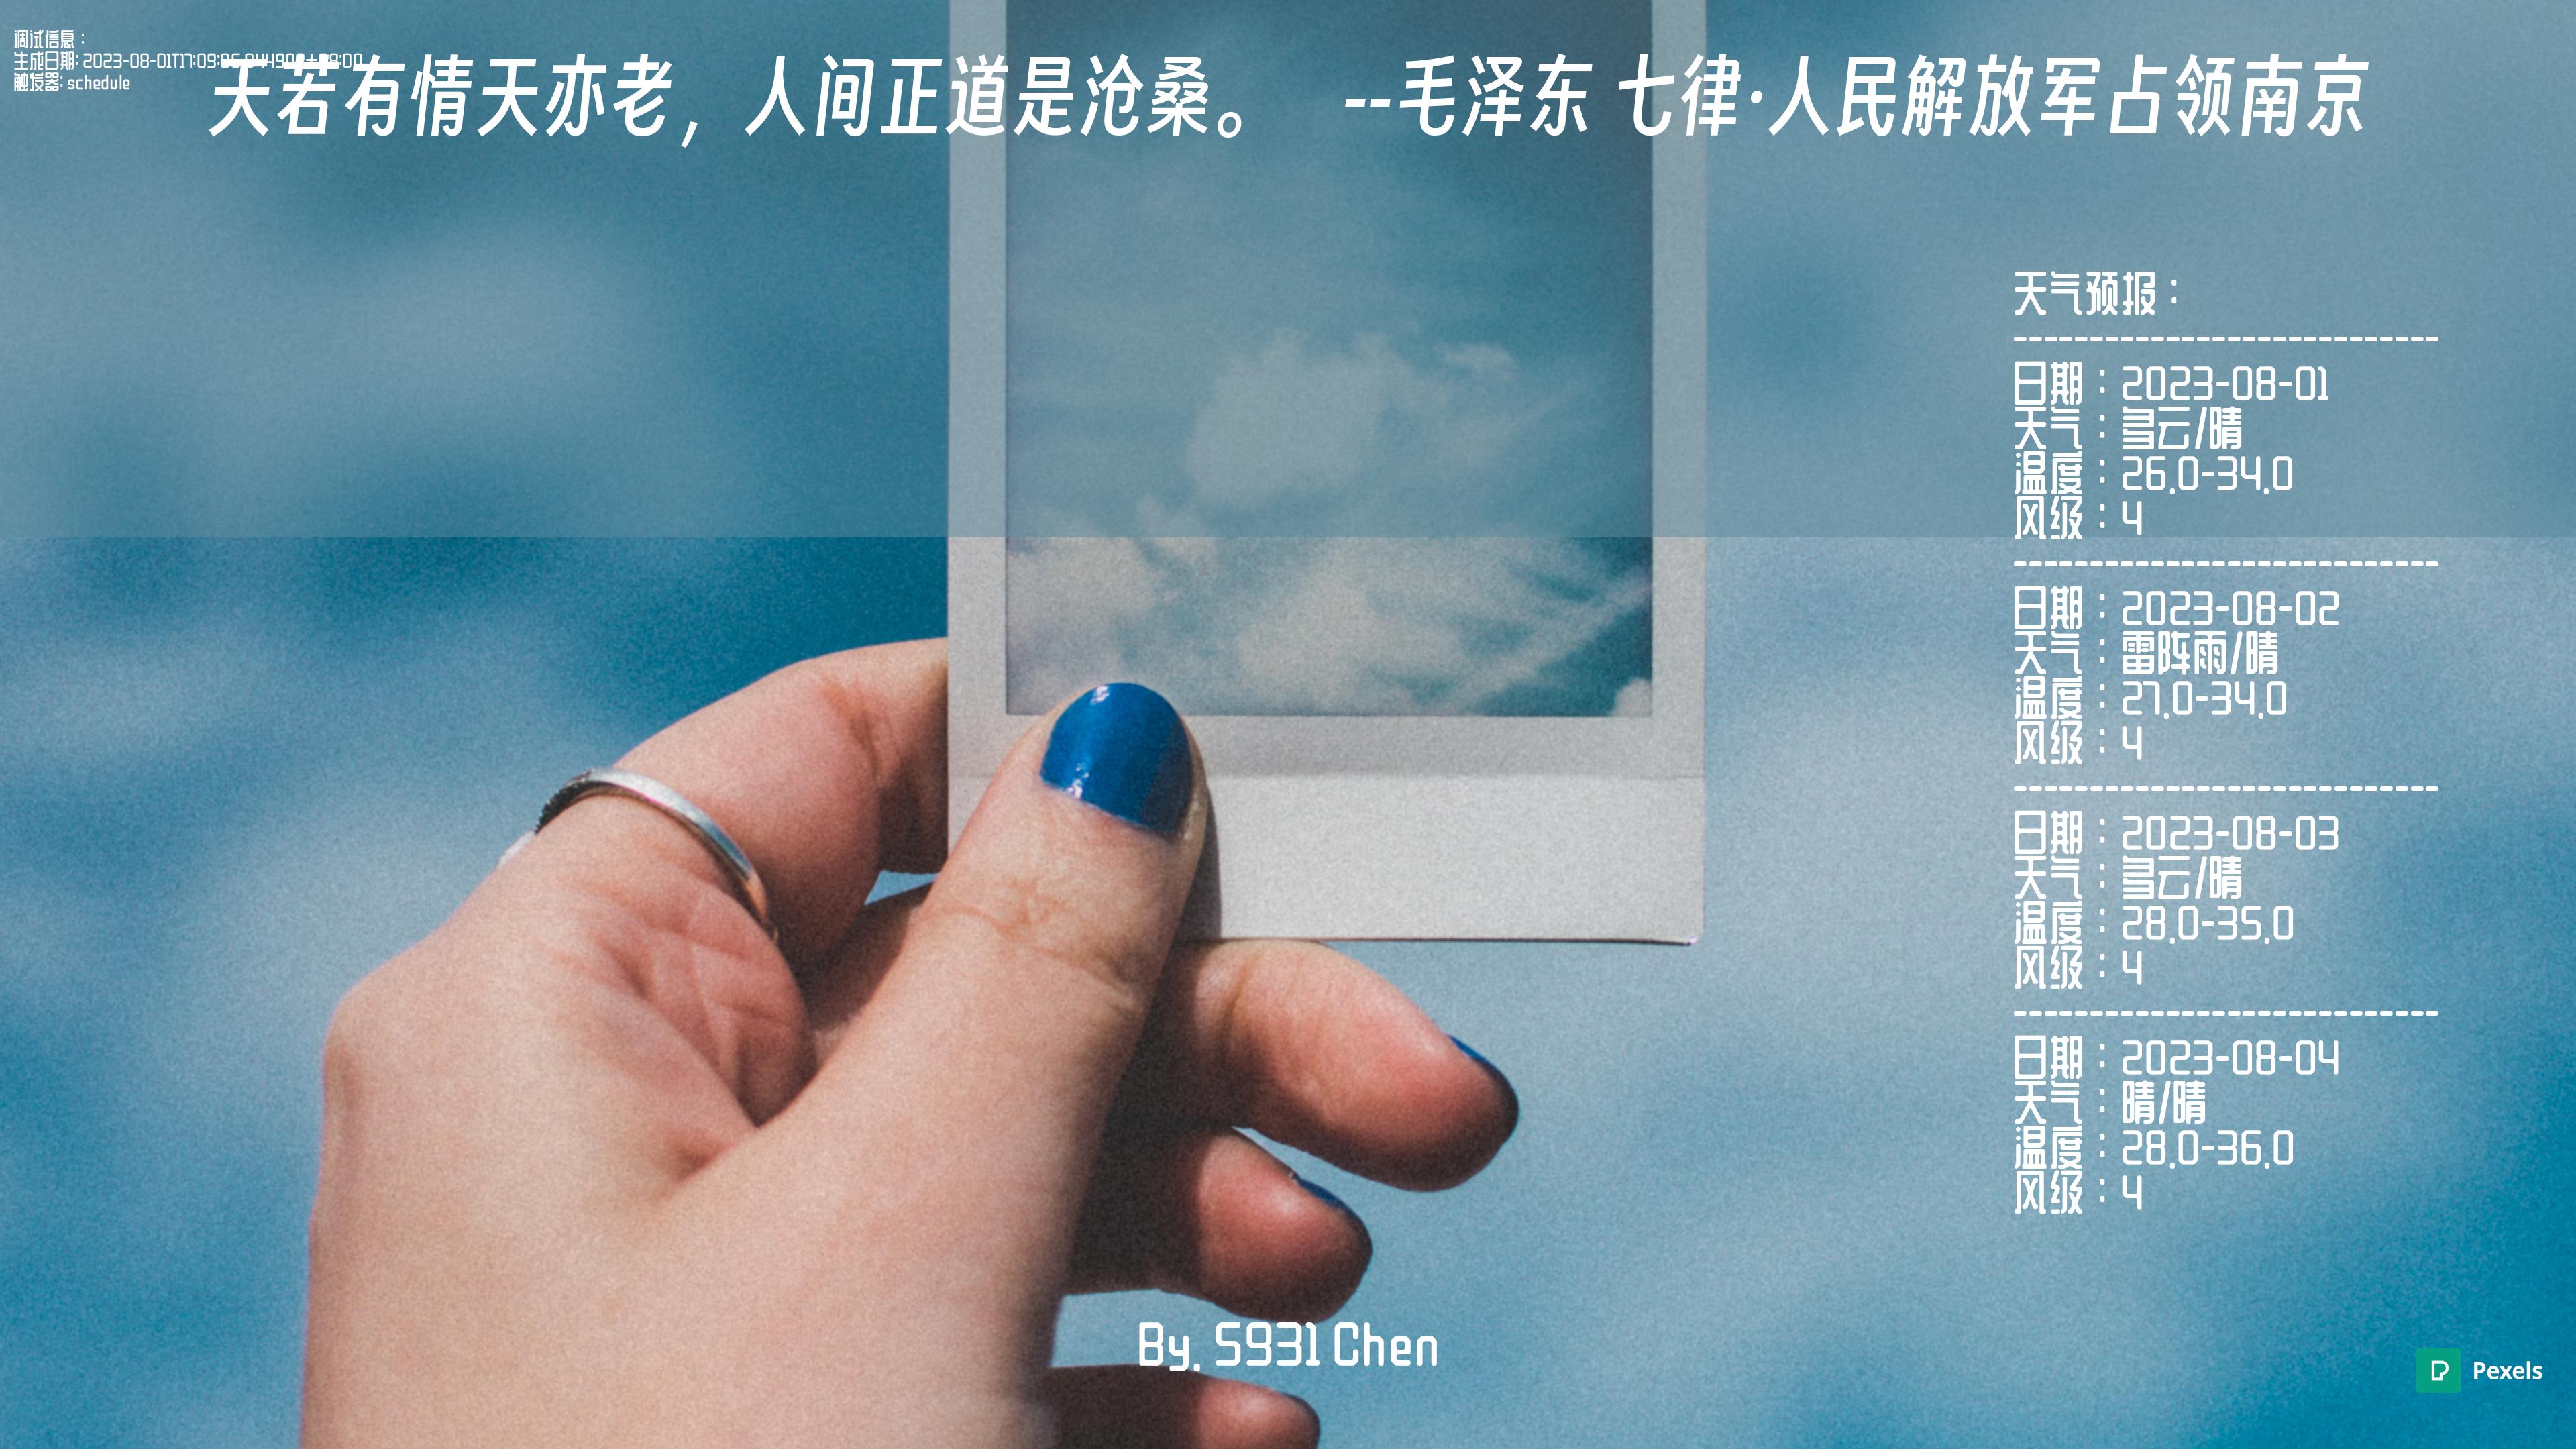 调试信息：
生成日期: 2023-08-01T17:09:
触发器: schedule
天若有情天亦老，人间正道是沧桑。 --毛泽东 七律·人民解放军占领南京
天气预报：
----------------------------
日期：2023-08-01
天气：多云/晴
温度：26.0-34.0
风级：4
----------------------------
日期：2023-08-02
天气：雷阵雨/晴
温度：27.0-34.0
风级：4
----------------------------
日期：2023-08-03
天气：多云/晴
温度：28.0-35.0
风级：4
----------------------------
日期：2023-08-04
天气：晴/晴
温度：28.0-36.0
风级：4
By. S931 Chen
Pexels